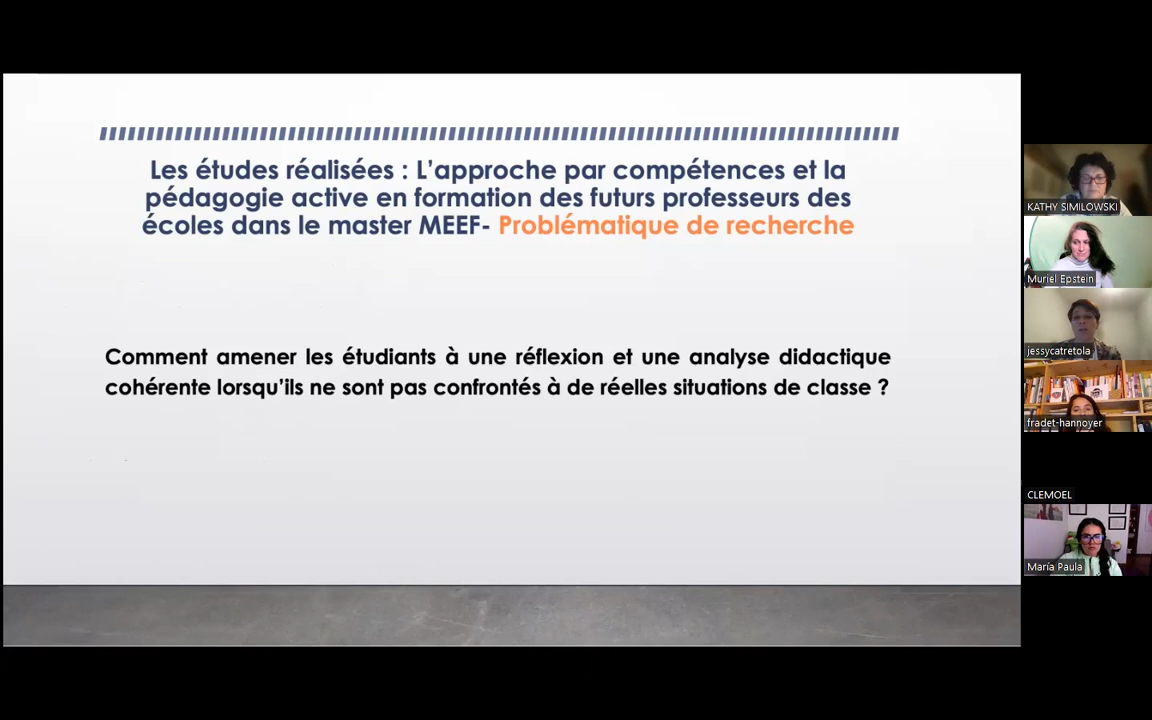 Les études réalisées : L’approche par compétences et la
pédagogie active en formation des futurs professeurs des
écoles dans le master MEEF- Problématique de recherche
Comment amener les étudiants à une réflexion et une analyse didactique
cohérente lorsqu’ils ne sont pas confrontés à de réelles situations de classe ?
KATHY SIMILOWSKI
Muriel Epstein
jessycatretola
fradet-hannoyer
CLEMOEL
María Paula